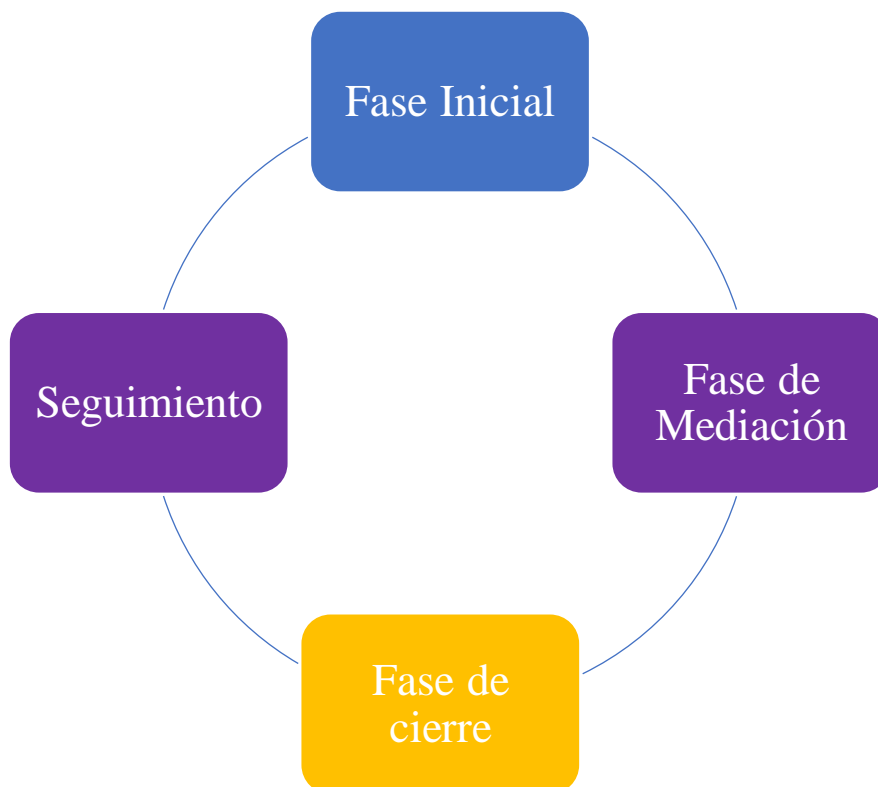 Fase Inicial
Fase de
Mediación
Fase de
cierre
Seguimiento